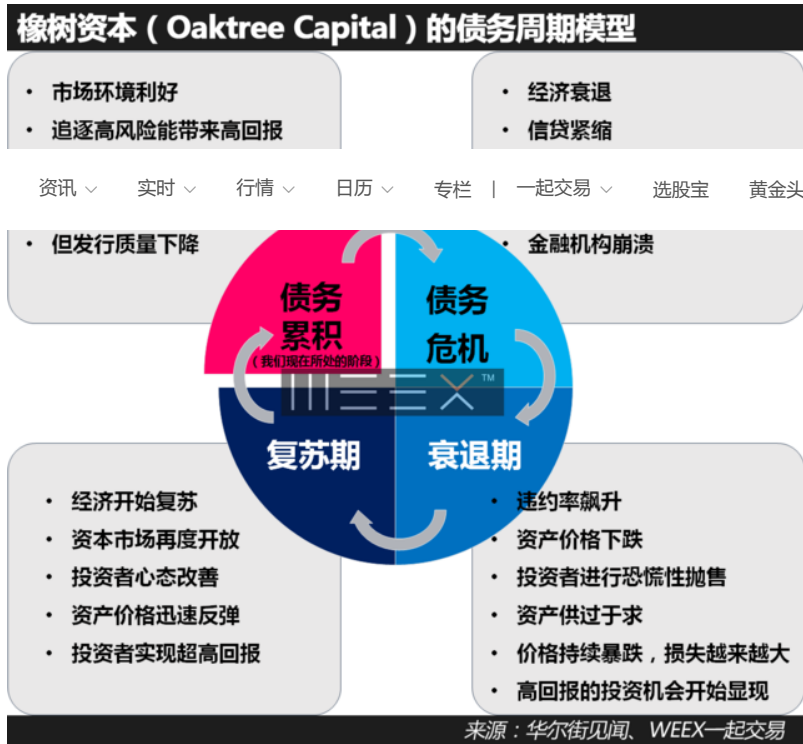 橡树资本（Oaktree Capital）的债务周期模型
• 市场环境利好
• 追逐高风险能带来高回报
• 经济衰退
• 信贷紧缩
资讯 实时 行情 日历 专栏 | 一起交易 选股宝 黄金头
• 但发行质量下降
• 金融机构崩溃
债务
累积
（我们现在所处的阶段）
债务
危机
WEEX™
复苏期
衰退期
• 经济开始复苏
• 资本市场再度开放
• 投资者心态改善
• 资产价格迅速反弹
• 投资者实现超高回报
• 违约率飙升
• 资产价格下跌
• 投资者进行恐慌性抛售
• 资产供过于求
• 价格持续暴跌，损失越来越大
• 高回报的投资机会开始显现
来源：华尔街见闻、WEEX一起交易